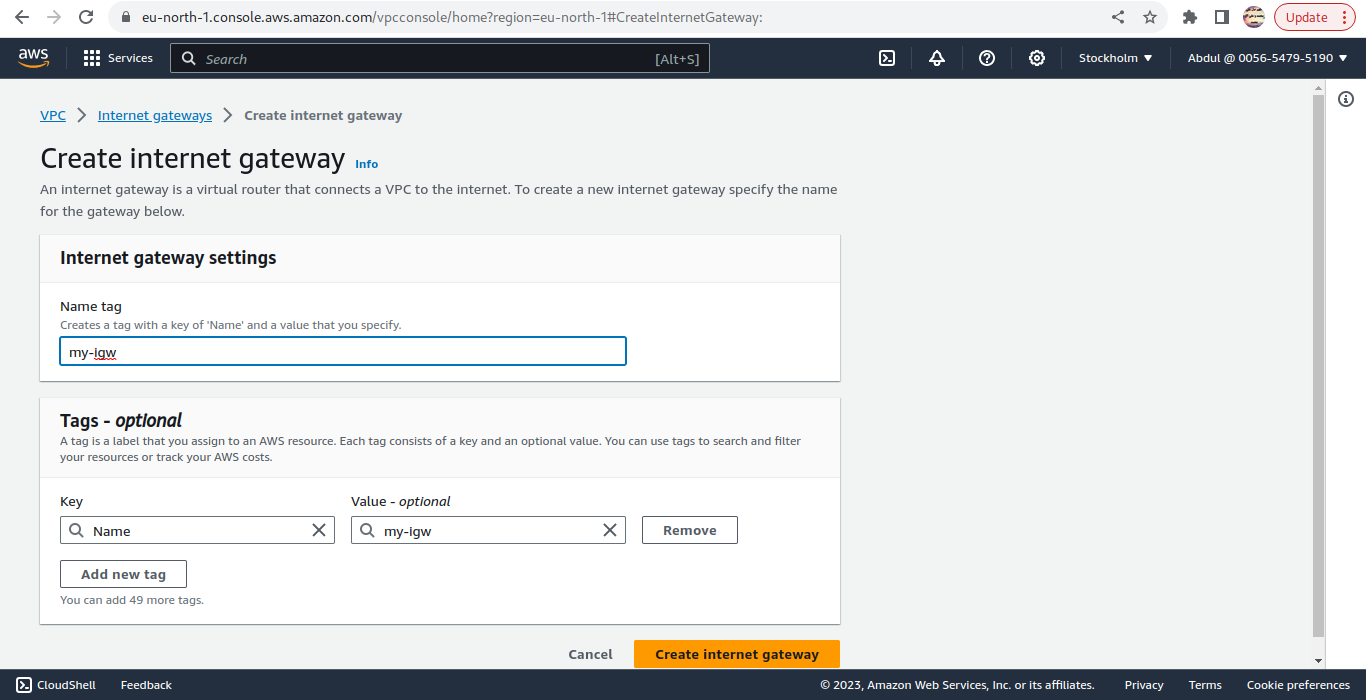 eu-north-1.console.aws.amazon.com/vpcconsole/home?region=eu-north-1#CreateInternetGateway:
Update
aws
Services
Search
[Alt+S]
Stockholm
Abdul @ 0056-5479-5190
VPC
Internet gateways
Create internet gateway
Create internet gateway Info
An internet gateway is a virtual router that connects a VPC to the internet. To create a new internet gateway specify the name
for the gateway below.
Internet gateway settings
Name tag
Creates a tag with a key of 'Name' and a value that you specify.
my-igw
Tags - optional
A tag is a label that you assign to an AWS resource. Each tag consists of a key and an optional value. You can use tags to search and filter
your resources or track your AWS costs.
Key
Value - optional
Name
my-igw
Remove
Add new tag
You can add 49 more tags.
Cancel
Create internet gateway
CloudShell
Feedback
© 2023, Amazon Web Services, Inc. or its affiliates.
Privacy
Terms
Cookie preferences